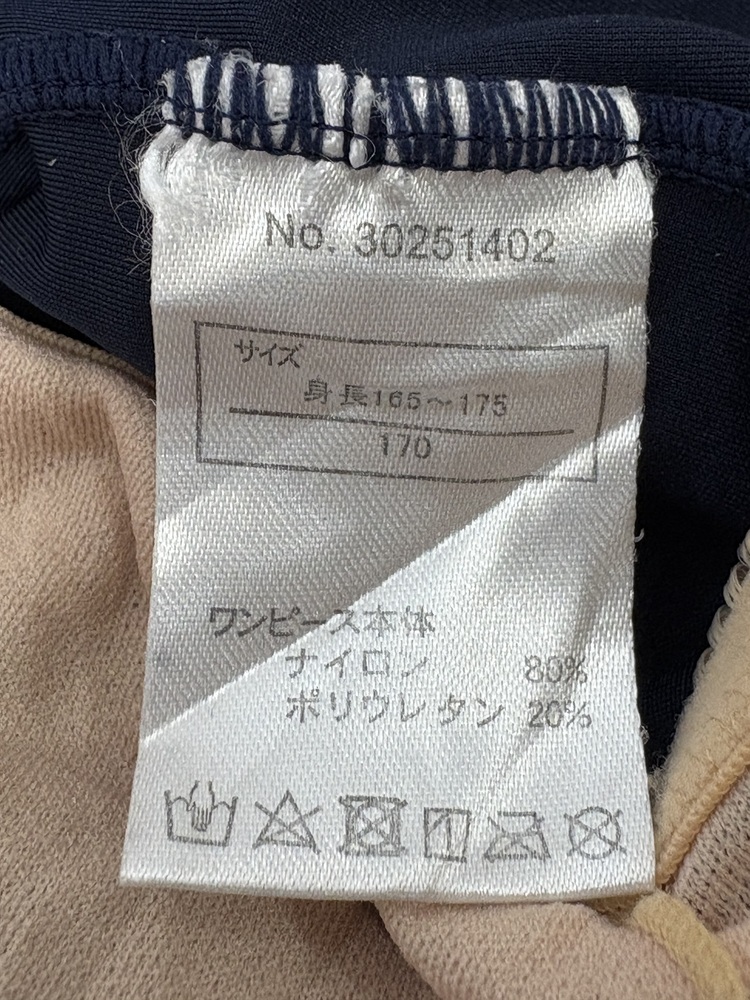 No. 30251402
サイズ
身長165～175
170
ワンピース本体
ナイロン 80%
ポリウレタン 20%